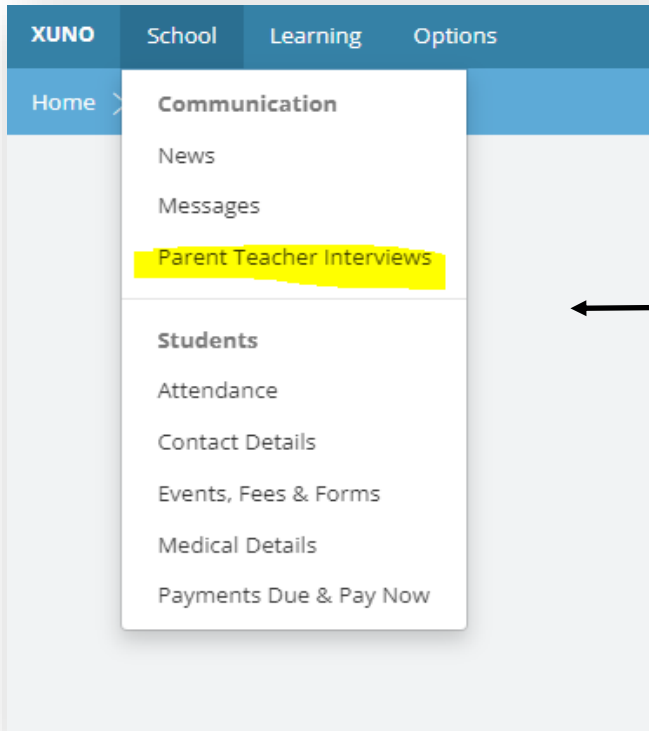 XUNO School Learning Options
Home
Communication
News
Messages
Parent Teacher Interviews
Students
Attendance
Contact Details
Events, Fees & Forms
Medical Details
Payments Due & Pay Now